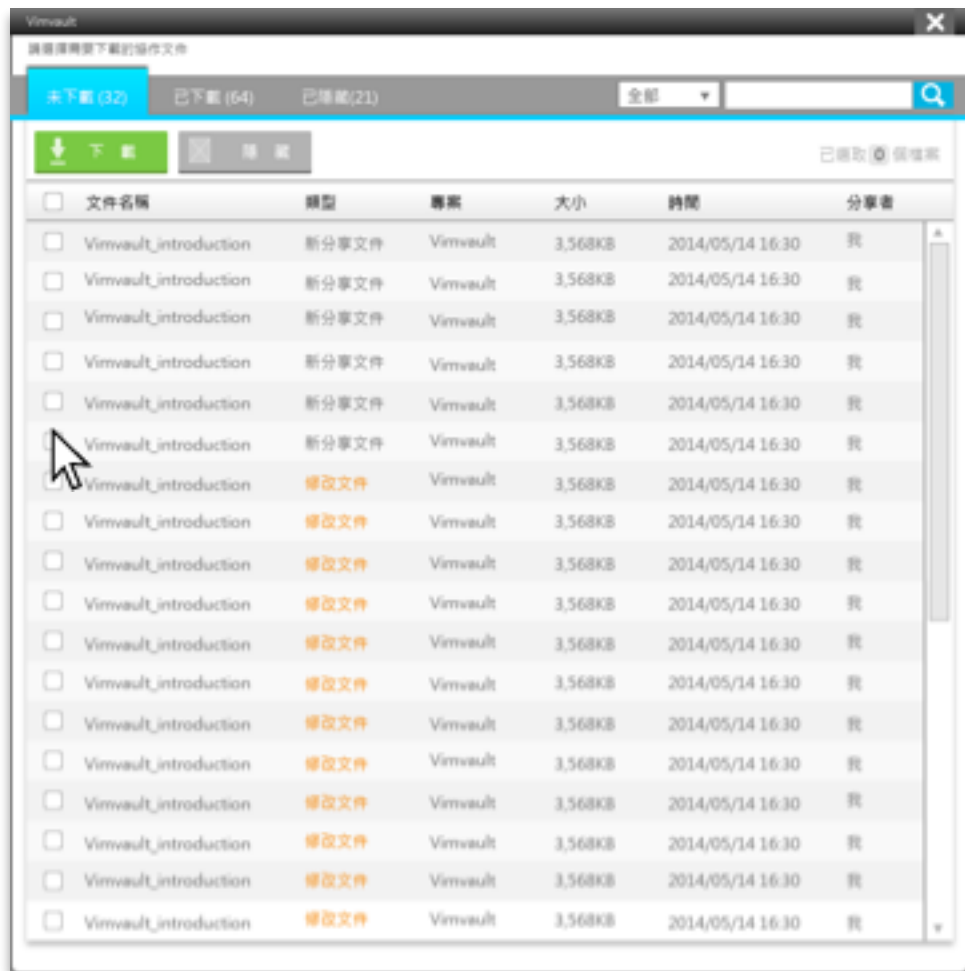 Vimvault
請選擇需要下載的協作文件
未下載 (32) 已下載 (64) 已隱藏(21) 全部
下 載 隱 藏 已選取 0 個檔案
文件名稱 類型 專案 大小 時間 分享者
Vimvault_introduction 新分享文件 Vimvault 3,568KB 2014/05/14 16:30 我
Vimvault_introduction 新分享文件 Vimvault 3,568KB 2014/05/14 16:30 我
Vimvault_introduction 新分享文件 Vimvault 3,568KB 2014/05/14 16:30 我
Vimvault_introduction 新分享文件 Vimvault 3,568KB 2014/05/14 16:30 我
Vimvault_introduction 新分享文件 Vimvault 3,568KB 2014/05/14 16:30 我
Vimvault_introduction 新分享文件 Vimvault 3,568KB 2014/05/14 16:30 我
Vimvault_introduction 修改文件 Vimvault 3,568KB 2014/05/14 16:30 我
Vimvault_introduction 修改文件 Vimvault 3,568KB 2014/05/14 16:30 我
Vimvault_introduction 修改文件 Vimvault 3,568KB 2014/05/14 16:30 我
Vimvault_introduction 修改文件 Vimvault 3,568KB 2014/05/14 16:30 我
Vimvault_introduction 修改文件 Vimvault 3,568KB 2014/05/14 16:30 我
Vimvault_introduction 修改文件 Vimvault 3,568KB 2014/05/14 16:30 我
Vimvault_introduction 修改文件 Vimvault 3,568KB 2014/05/14 16:30 我
Vimvault_introduction 修改文件 Vimvault 3,568KB 2014/05/14 16:30 我
Vimvault_introduction 修改文件 Vimvault 3,568KB 2014/05/14 16:30 我
Vimvault_introduction 修改文件 Vimvault 3,568KB 2014/05/14 16:30 我
Vimvault_introduction 修改文件 Vimvault 3,568KB 2014/05/14 16:30 我
Vimvault_introduction 修改文件 Vimvault 3,568KB 2014/05/14 16:30 我